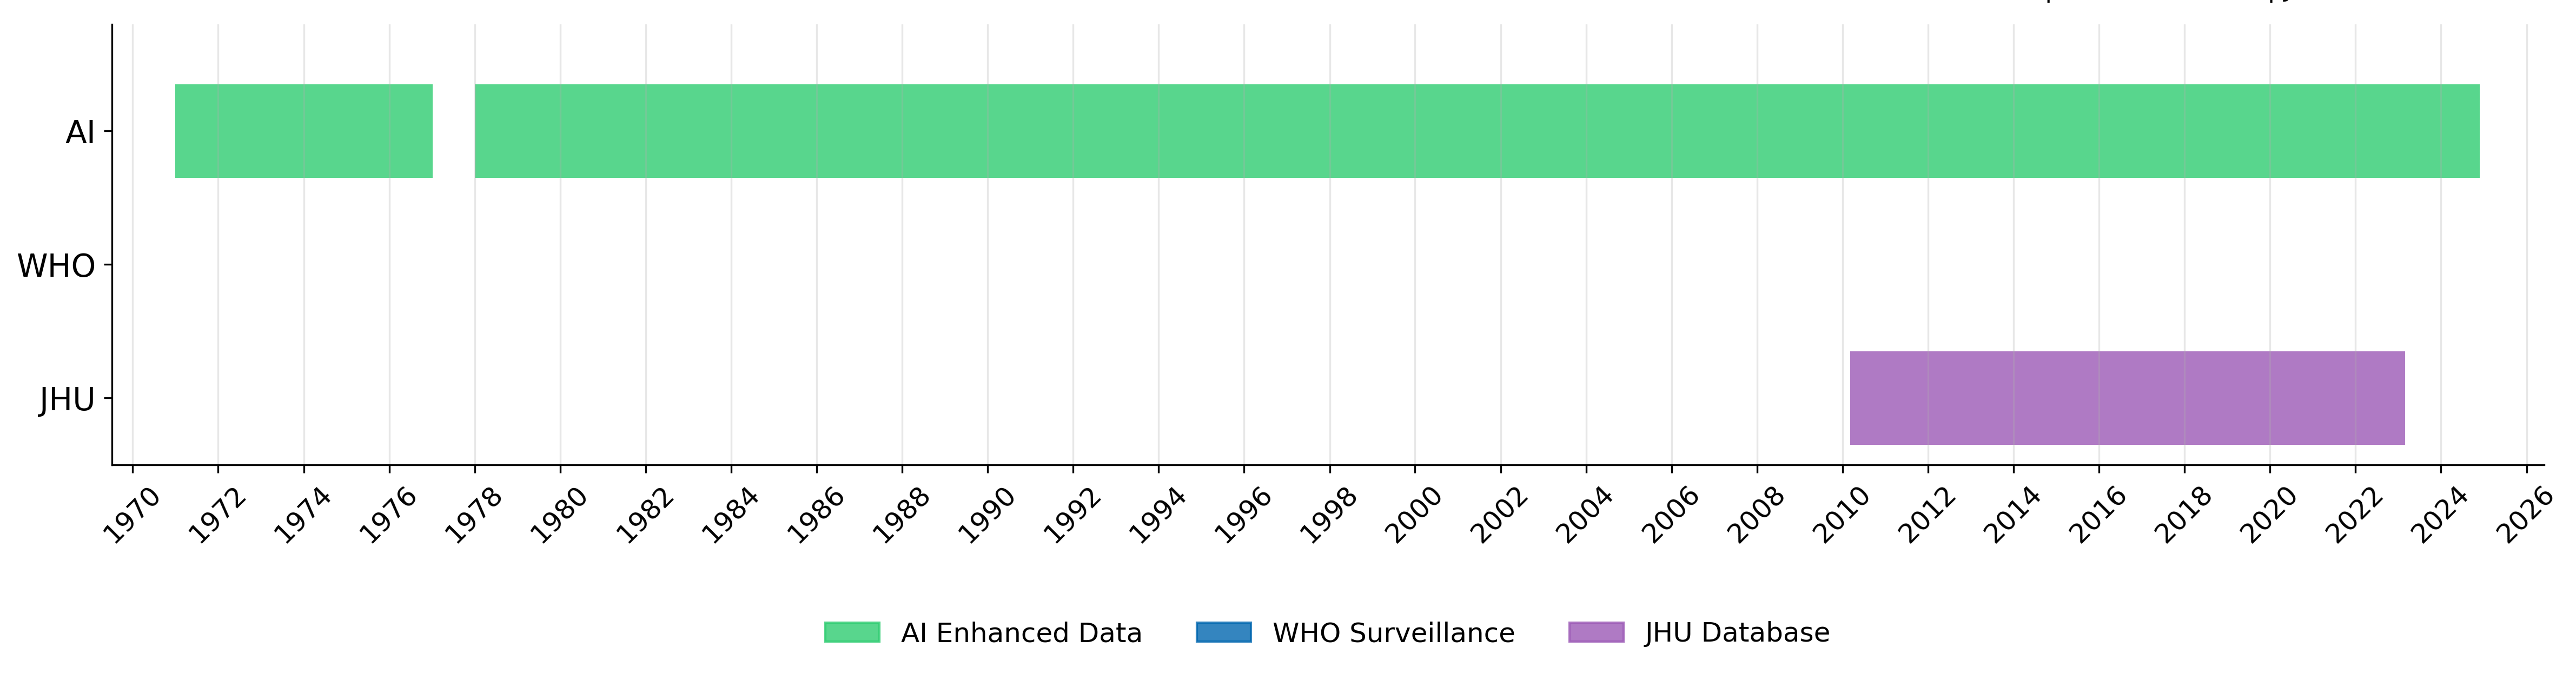 AI
WHO
JHU
1970 1972 1974 1976 1978 1980 1982 1984 1986 1988 1990 1992 1994 1996 1998 2000 2002 2004 2006 2008 2010 2012 2014 2016 2018 2020 2022 2024 2026
AI Enhanced Data WHO Surveillance JHU Database